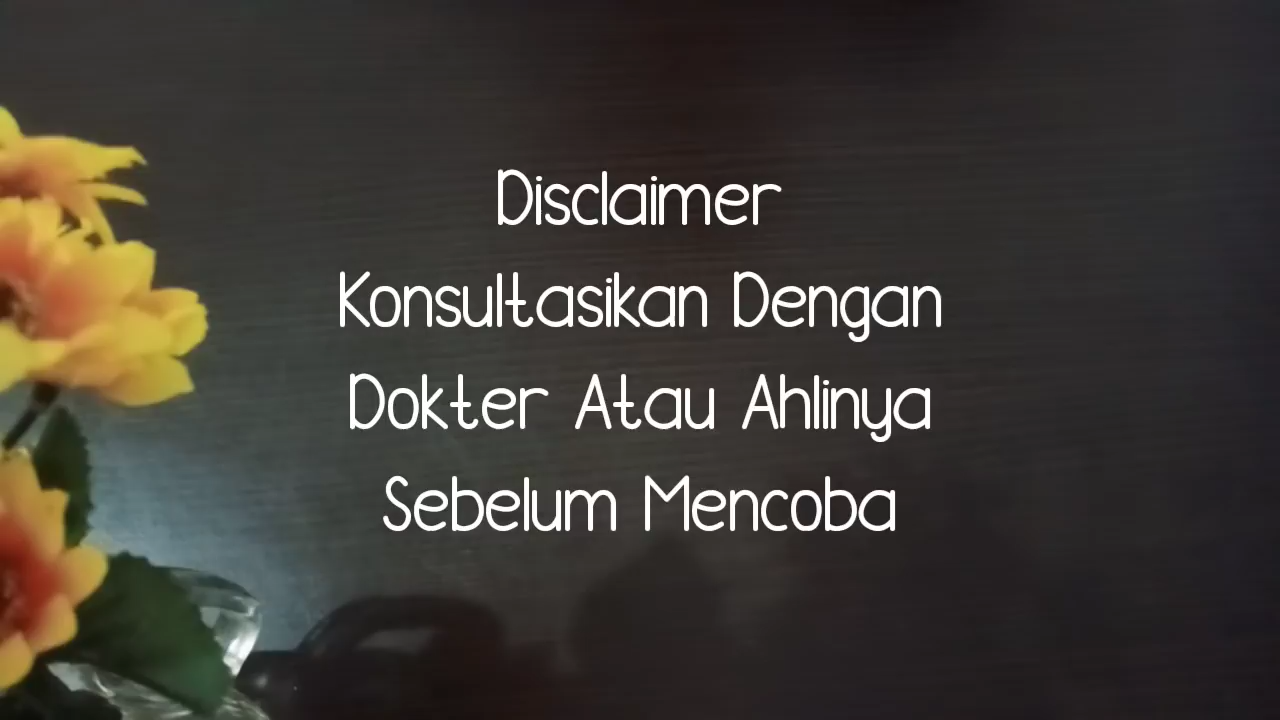 Disclaimer
Konsultasikan Dengan
Dokter Atau Ahlinya
Sebelum Mencoba